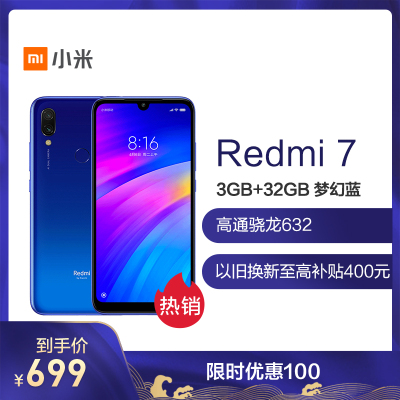 小米
Redmi 7
3GB+32GB 梦幻蓝
8:16
高通骁龙632
以旧换新至高补贴400元
Redmi
热销
到手价
¥699
限时优惠100